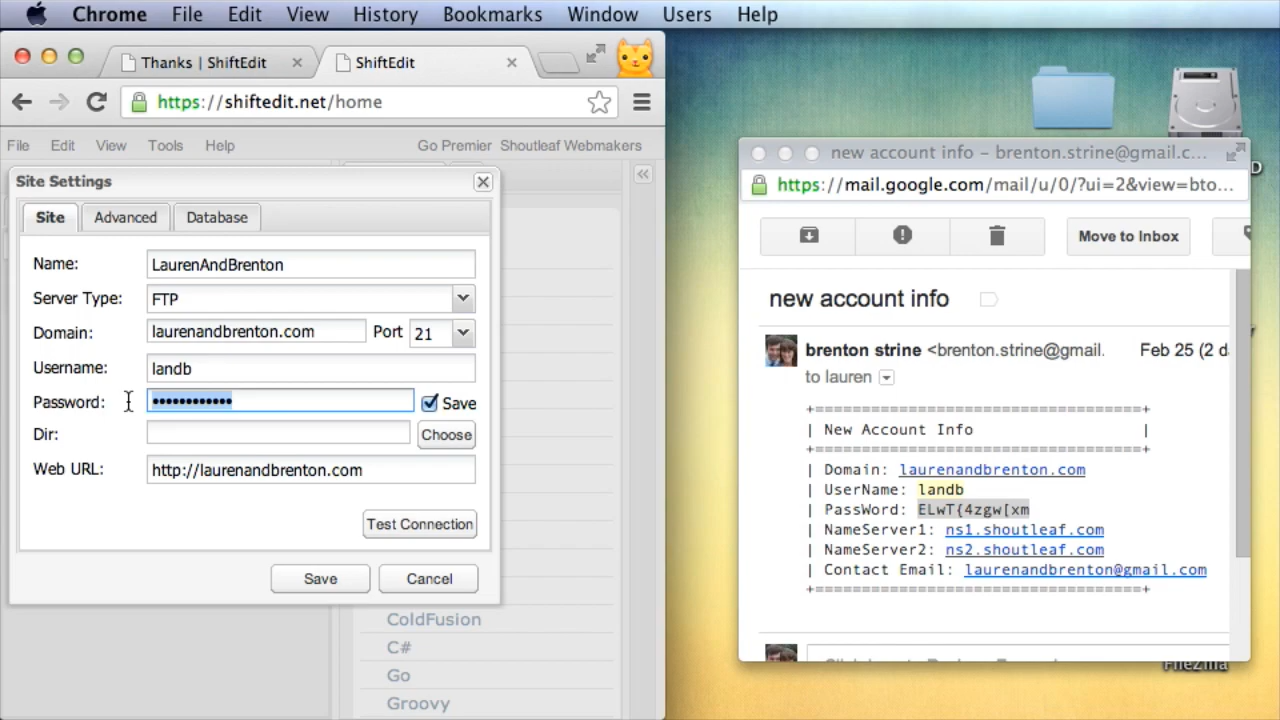 Chrome File Edit View History Bookmarks Window Users Help
Thanks | ShiftEdit
ShiftEdit
https://shiftedit.net/home
File Edit View Tools Help Go Premier Shoutleaf Webmakers
Site Settings
Site Advanced Database
Name: LaurenAndBrenton
Server Type: FTP
Domain: laurenandbrenton.com Port 21
Username: landb
Password: •••••••••••• Save
Dir: Choose
Web URL: http://laurenandbrenton.com
Test Connection
Save Cancel
ColdFusion
C#
Go
Groovy
new account info – brenton.strine@gmail.c...
https://mail.google.com/mail/u/0/?ui=2&view=bto...
Move to Inbox
new account info
brenton strine <brenton.strine@gmail. Feb 25 (2 d
to lauren
+===================================+
| New Account Info |
+===================================+
| Domain: laurenandbrenton.com
| UserName: landb
| PassWord: ELwT{4zgw[xm
| NameServer1: ns1.shoutleaf.com
| NameServer2: ns2.shoutleaf.com
| Contact Email: laurenandbrenton@gmail.com
+===================================+